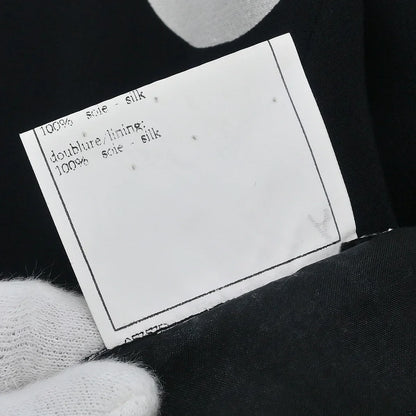 100% soie - silk
doublure/lining:
100% soie - silk